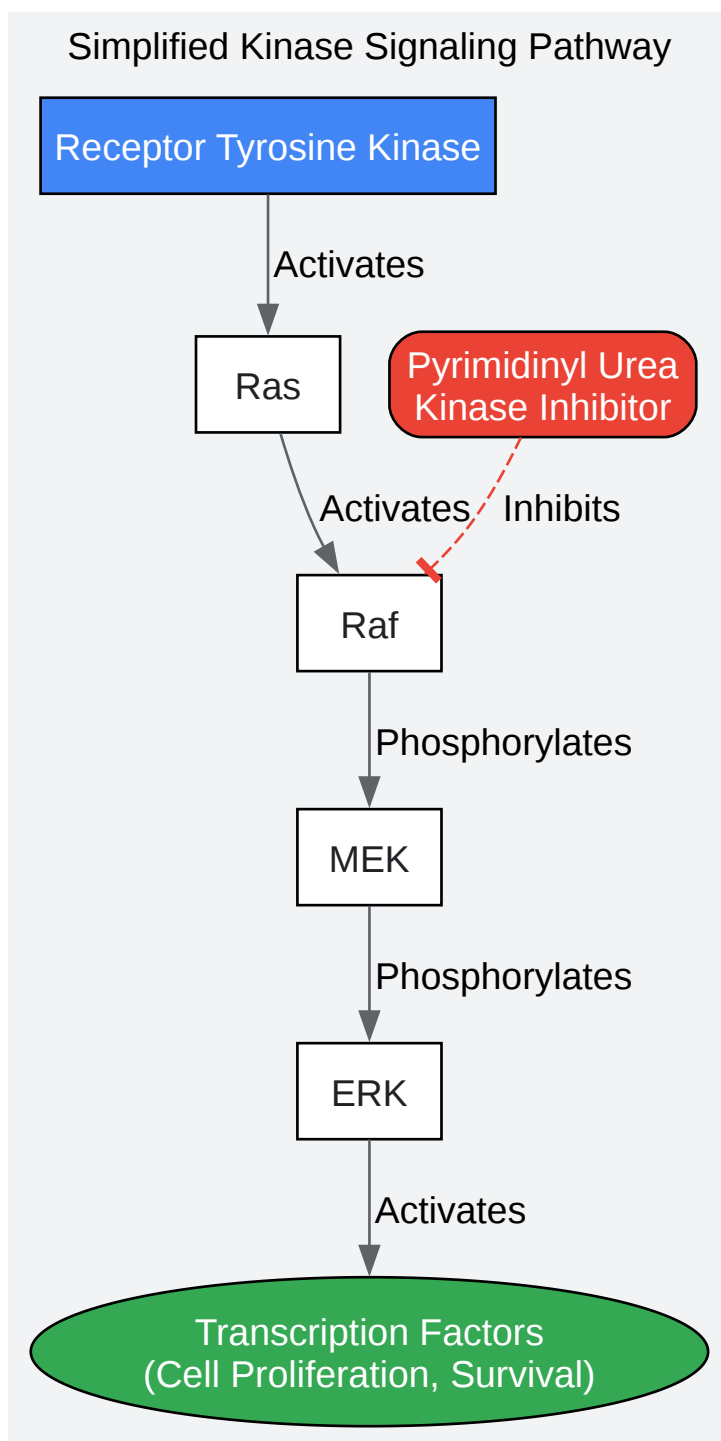 Simplified Kinase Signaling Pathway
Receptor Tyrosine Kinase
Activates
Ras
Pyrimidinyl Urea
Kinase Inhibitor
Activates
Inhibits
Raf
Phosphorylates
MEK
Phosphorylates
ERK
Activates
Transcription Factors
(Cell Proliferation, Survival)